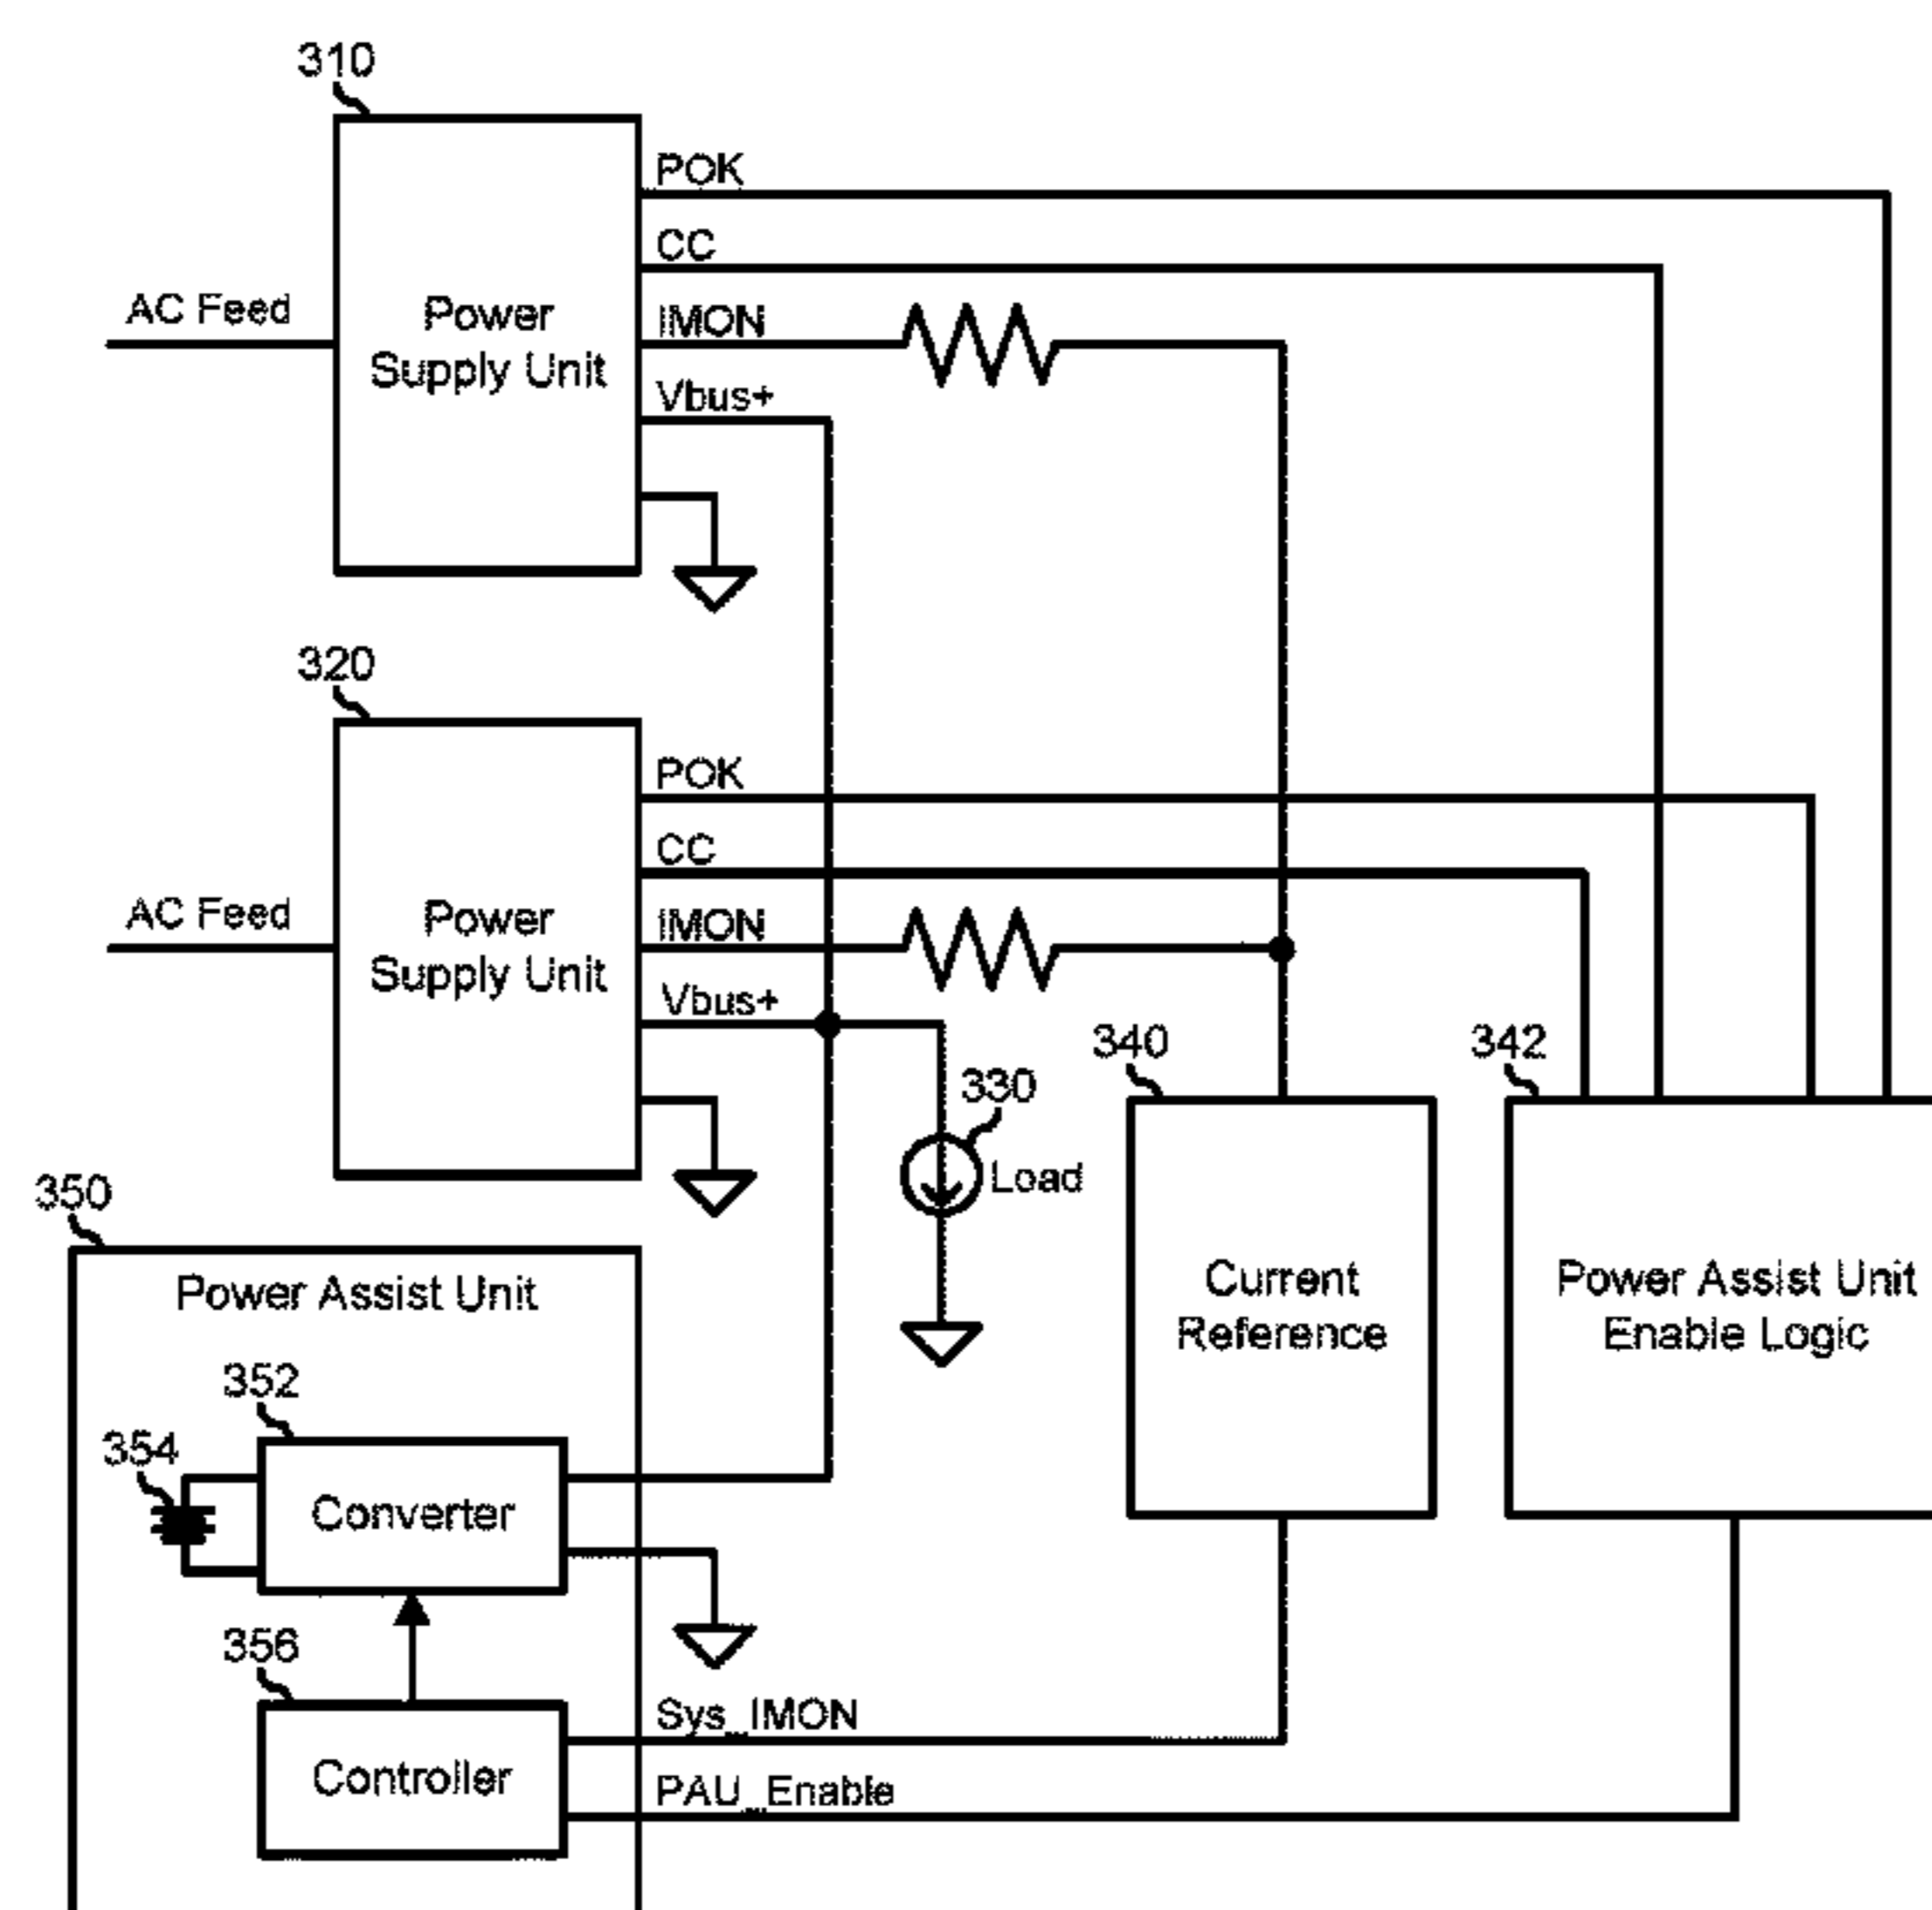 310
POK
CC
AC Feed
IMON
Power
Supply Unit
Vbus+
320
POK
CC
AC Feed
IMON
Power
Supply Unit
Vbus+
340
342
330
Load
350
Power Assist Unit
Current
Reference
Power Assist Unit
Enable Logic
352
354
Converter
356
Sys_IMON
Controller
PAU_Enable